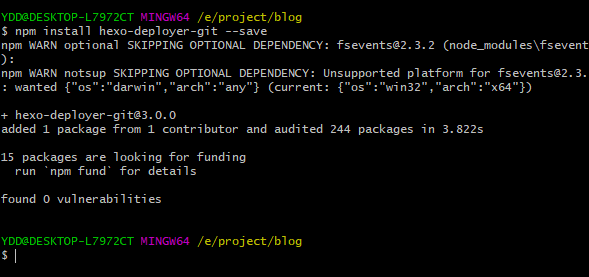 YDD@DESKTOP-L7972CT MINGW64 /e/project/blog
$ npm install hexo-deployer-git --save
npm WARN optional SKIPPING OPTIONAL DEPENDENCY: fsevents@2.3.2 (node_modules\fsevent
):
npm WARN notsup SKIPPING OPTIONAL DEPENDENCY: Unsupported platform for fsevents@2.3.
: wanted {"os":"darwin","arch":"any"} (current: {"os":"win32","arch":"x64"})
+ hexo-deployer-git@3.0.0
added 1 package from 1 contributor and audited 244 packages in 3.822s
15 packages are looking for funding
run `npm fund` for details
found 0 vulnerabilities
YDD@DESKTOP-L7972CT MINGW64 /e/project/blog
$